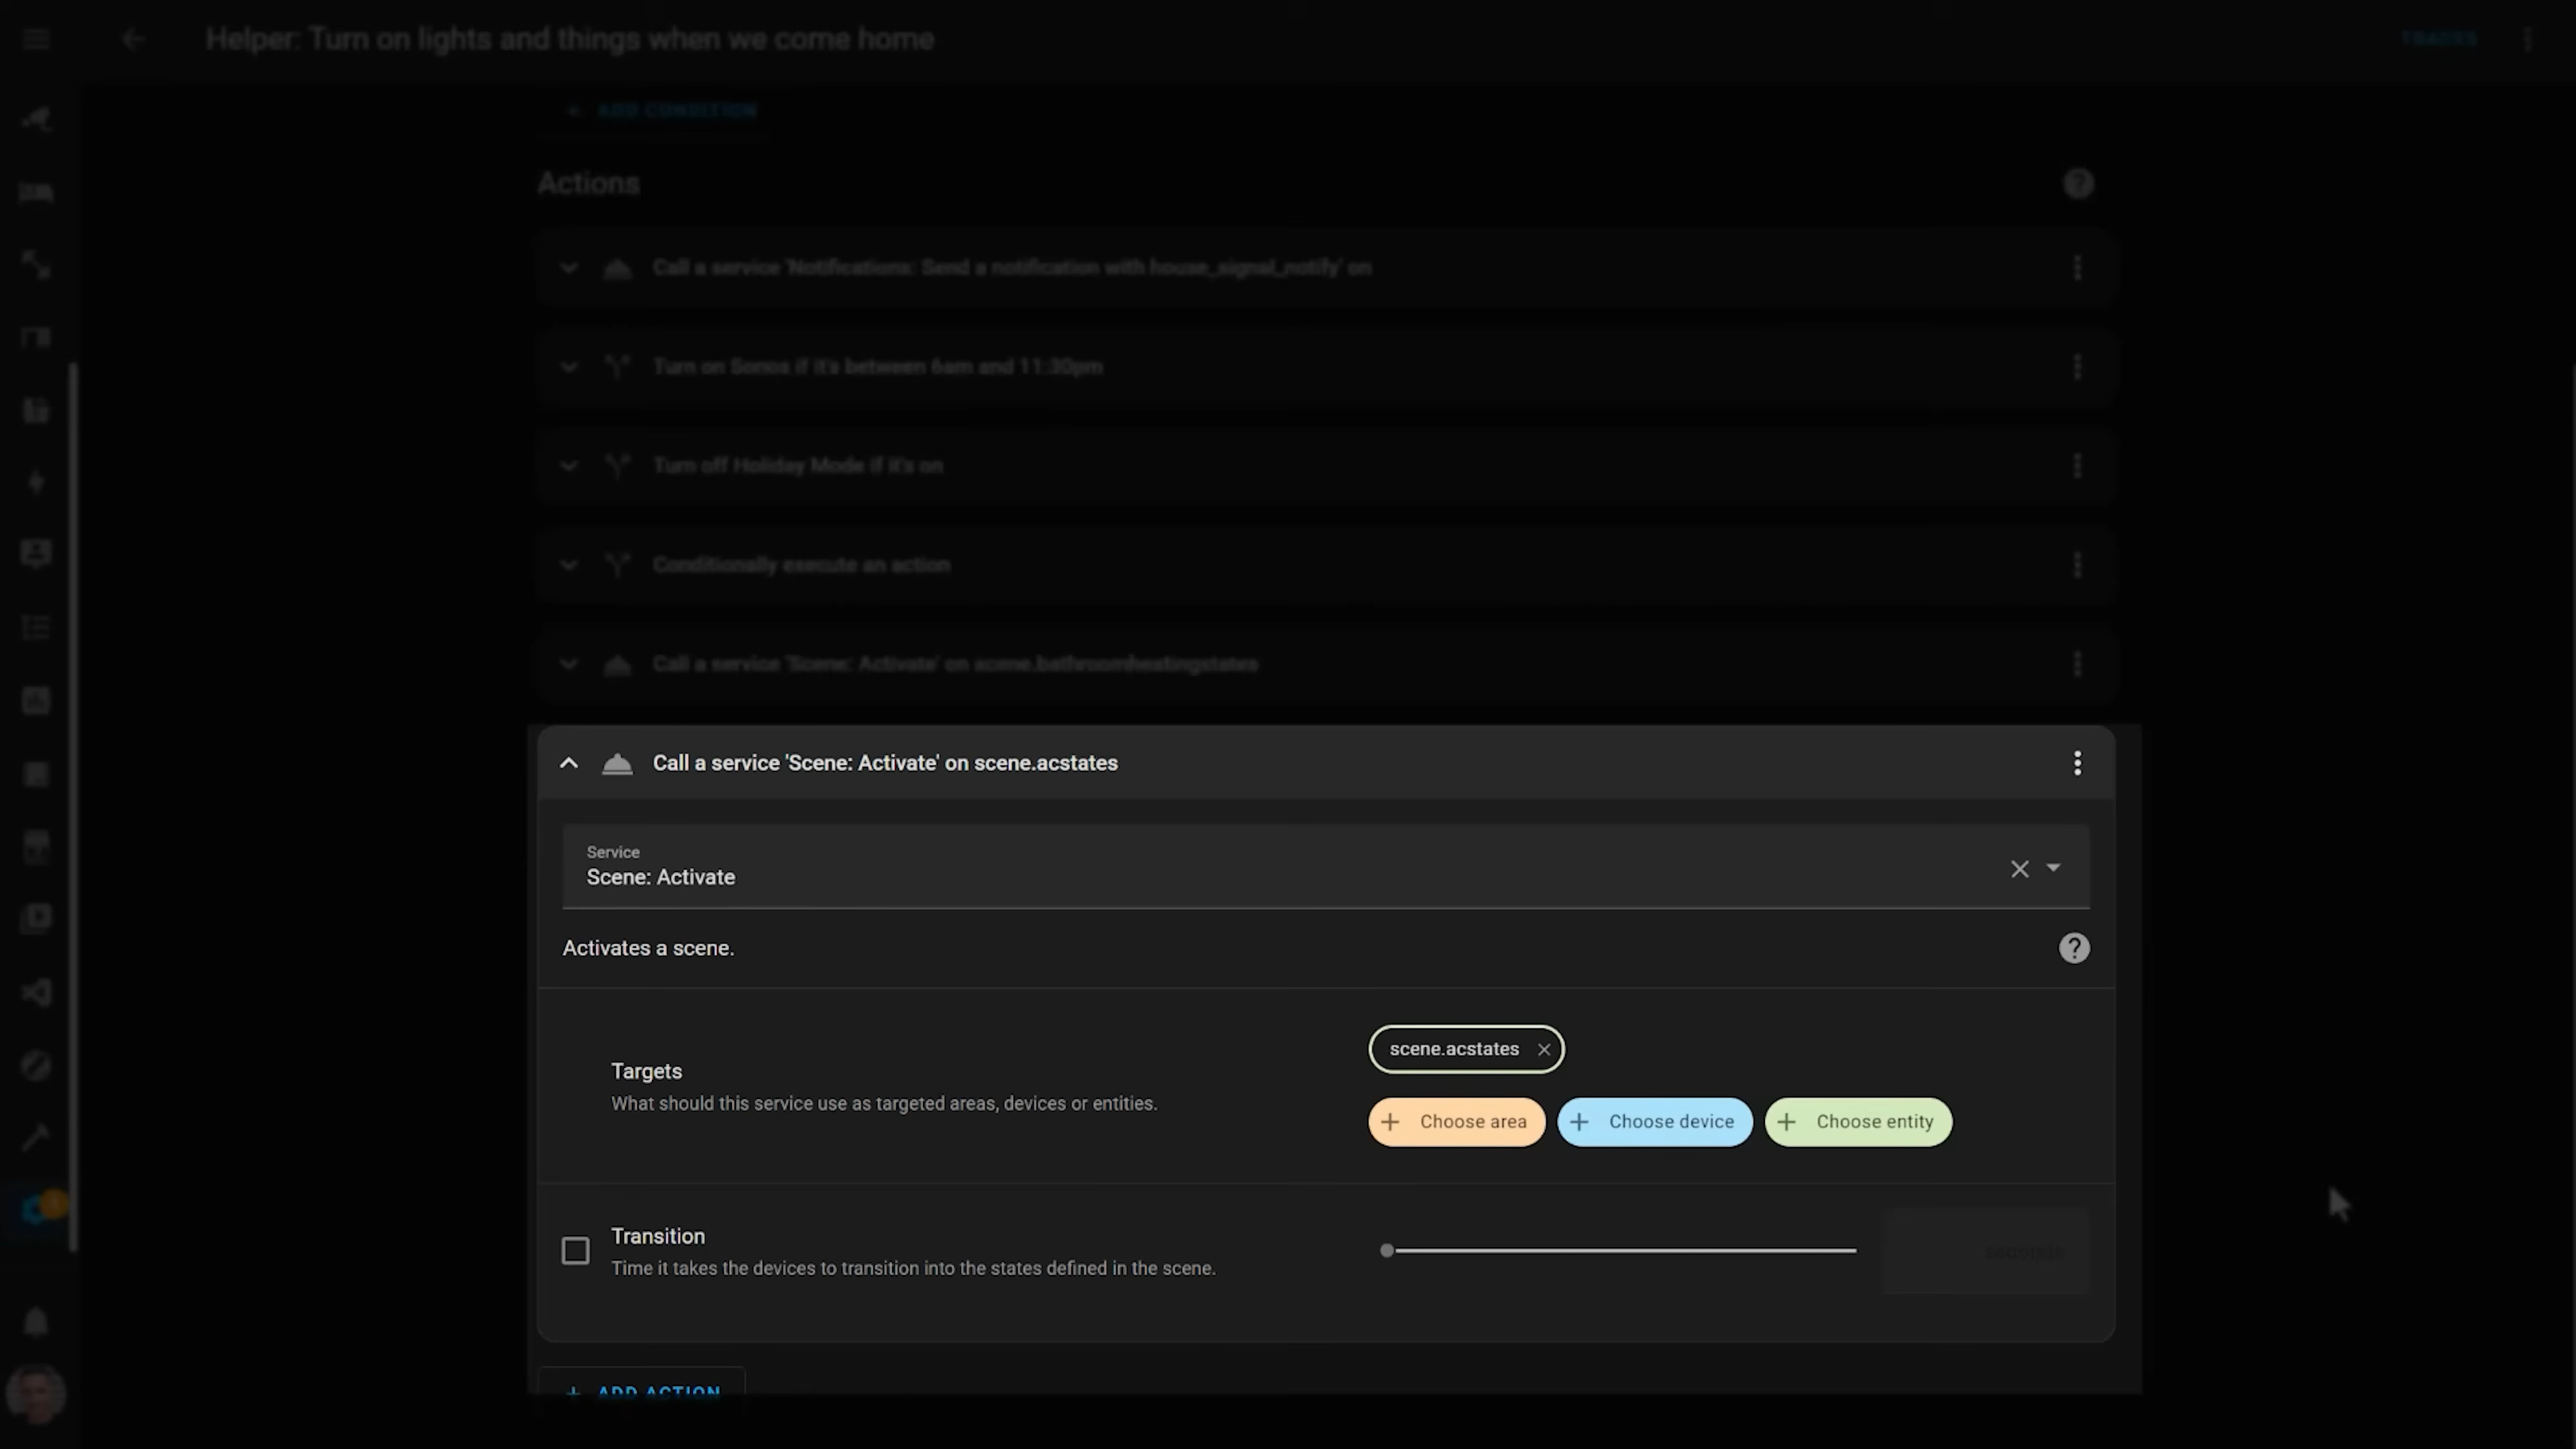 Helper: Turn on lights and things when we come home
TRACES
ADD CONDITION
Actions
Call a service 'Notifications: Send a notification with house_signal_notify' on
Turn on Sonos if it's between 6am and 11:30pm
Turn off Holiday Mode if it's on
Conditionally execute an action
Call a service 'Scene: Activate' on scene.bathroomheatingstates
Call a service 'Scene: Activate' on scene.acstates
Service
Scene: Activate
Activates a scene.
scene.acstates
Targets
What should this service use as targeted areas, devices or entities.
+ Choose area
+ Choose device
+ Choose entity
Transition
Time it takes the devices to transition into the states defined in the scene.
seconds
+ ADD ACTION